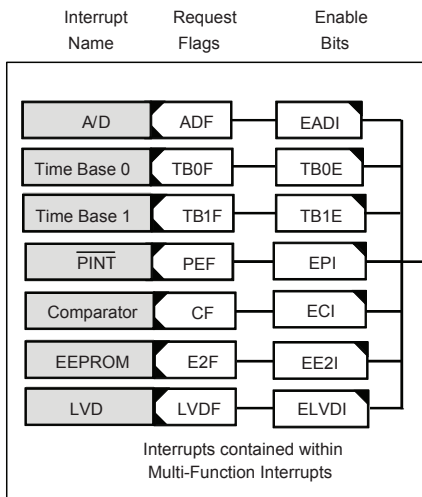 Interrupt Name Request Flags Enable Bits
A/D ADF EADI
Time Base 0 TB0F TB0E
Time Base 1 TB1F TB1E
PINT PEF EPI
Comparator CF ECI
EEPROM E2F EE2I
LVD LVDF ELVDI
Interrupts contained within
Multi-Function Interrupts